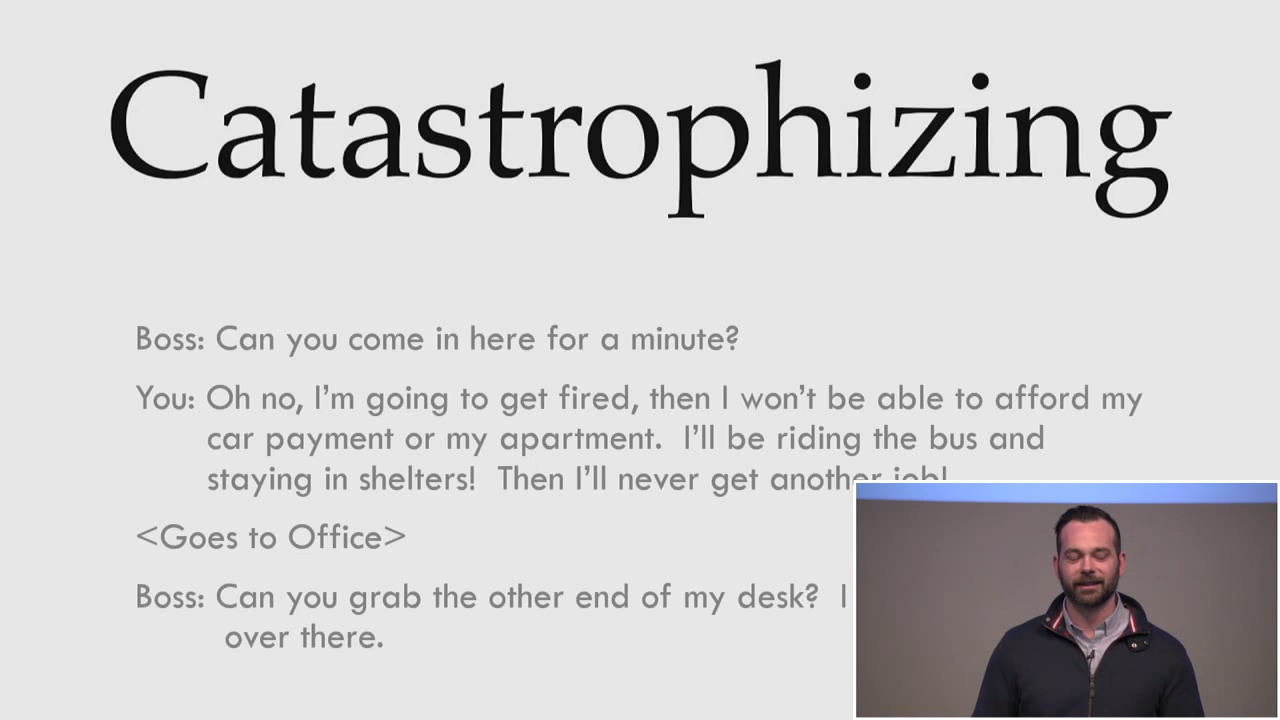 Catastrophizing
Boss: Can you come in here for a minute?
You: Oh no, I'm going to get fired, then I won't be able to afford my
car payment or my apartment.  I'll be riding the bus and
staying in shelters!  Then I'll never get another job!
<Goes to Office>
Boss: Can you grab the other end of my desk?  I
over there.